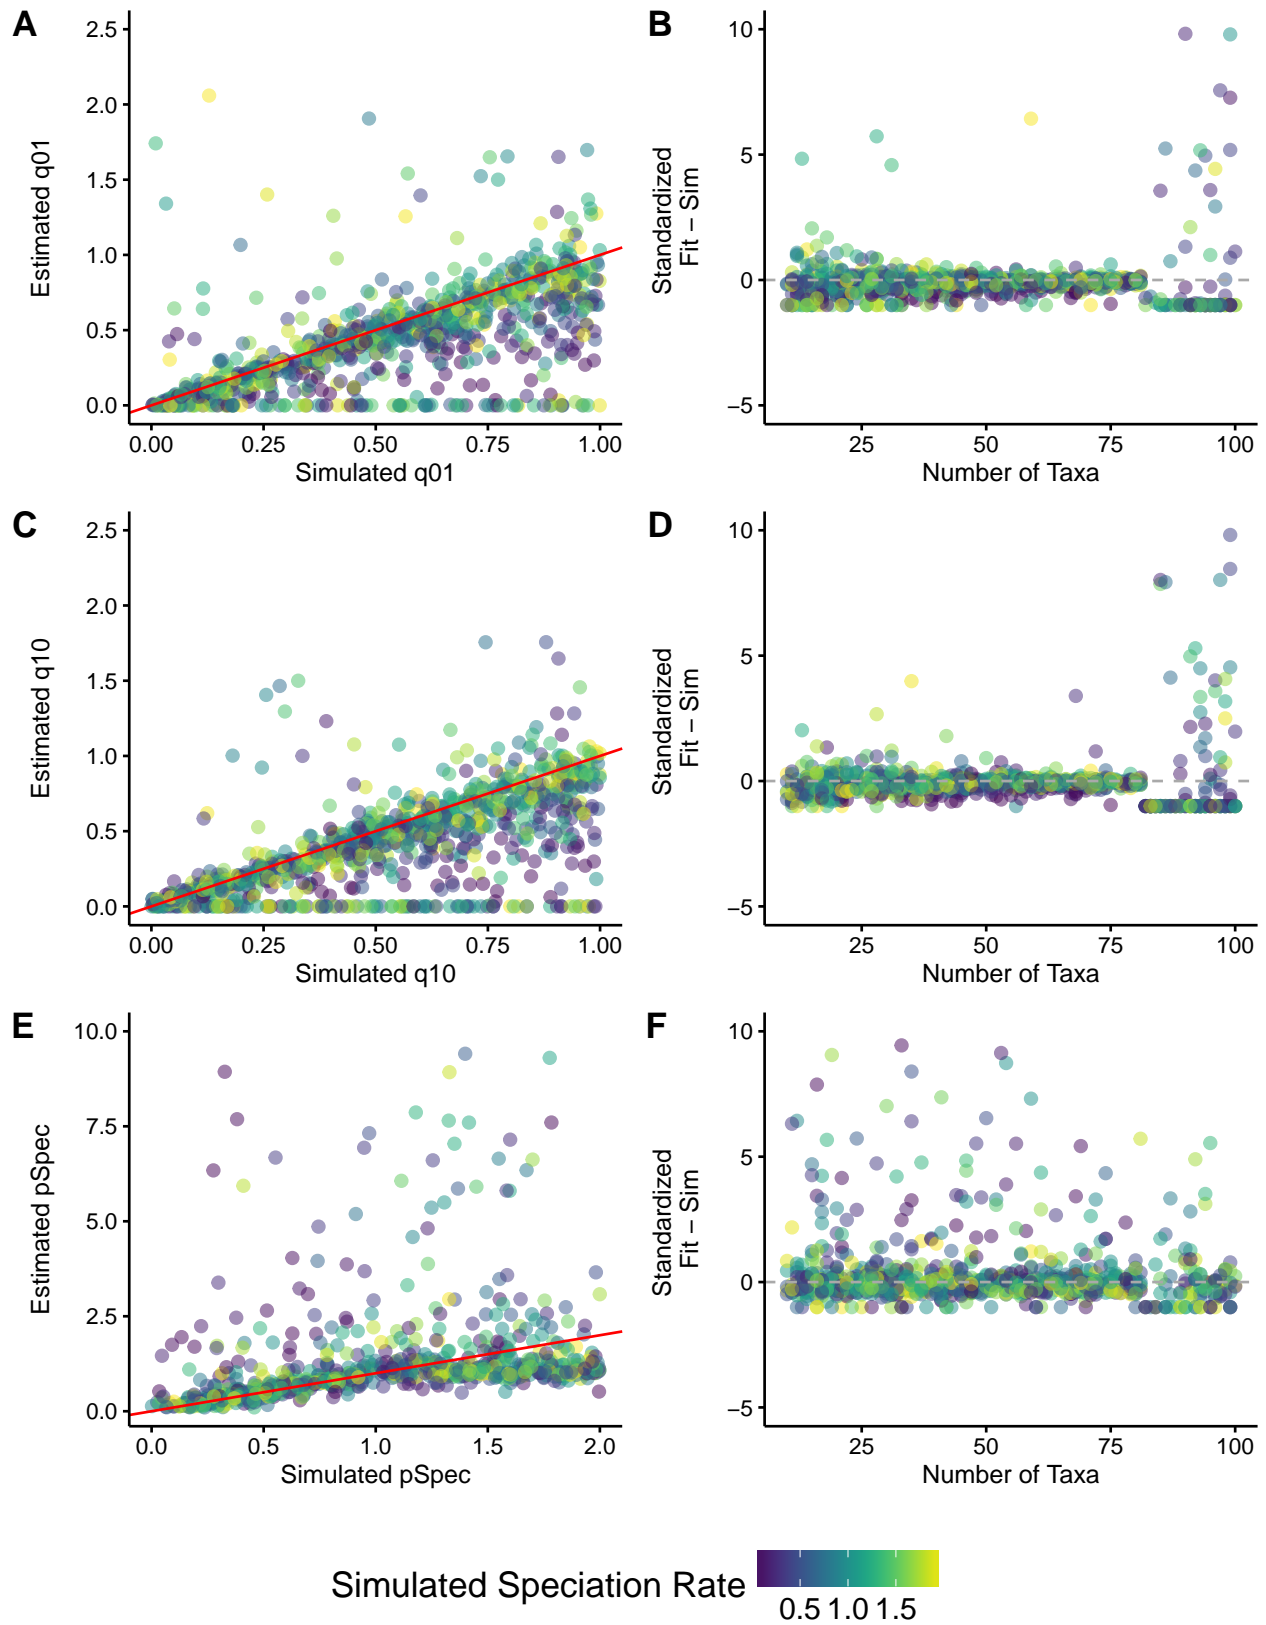 A
2.5
2.0
1.5
1.0
0.5
0.0
Estimated q01
0.00 0.25 0.50 0.75 1.00
Simulated q01
B
10
5
0
−5
Standardized
Fit − Sim
25 50 75 100
Number of Taxa
C
2.5
2.0
1.5
1.0
0.5
0.0
Estimated q10
0.00 0.25 0.50 0.75 1.00
Simulated q10
D
10
5
0
−5
Standardized
Fit − Sim
25 50 75 100
Number of Taxa
E
10.0
7.5
5.0
2.5
0.0
Estimated pSpec
0.0 0.5 1.0 1.5 2.0
Simulated pSpec
F
10
5
0
−5
Standardized
Fit − Sim
25 50 75 100
Number of Taxa
Simulated Speciation Rate
0.5 1.0 1.5